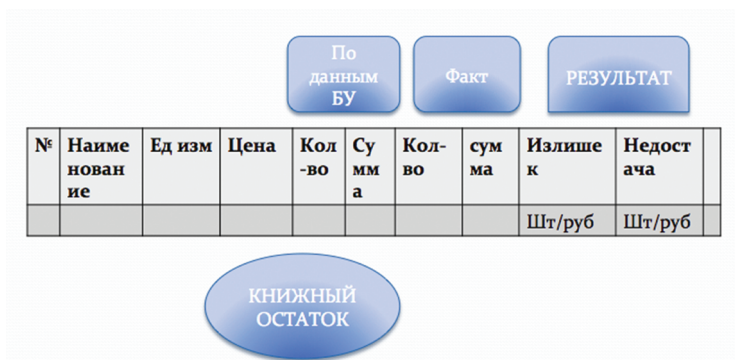 По
данным
БУ
Факт
РЕЗУЛЬТАТ
№ Наиме Ед изм Цена Кол Су Кол- сум Излише Недост
нован -во мм во ма к ача
ие а
Шт/руб Шт/руб
КНИЖНЫЙ
ОСТАТОК